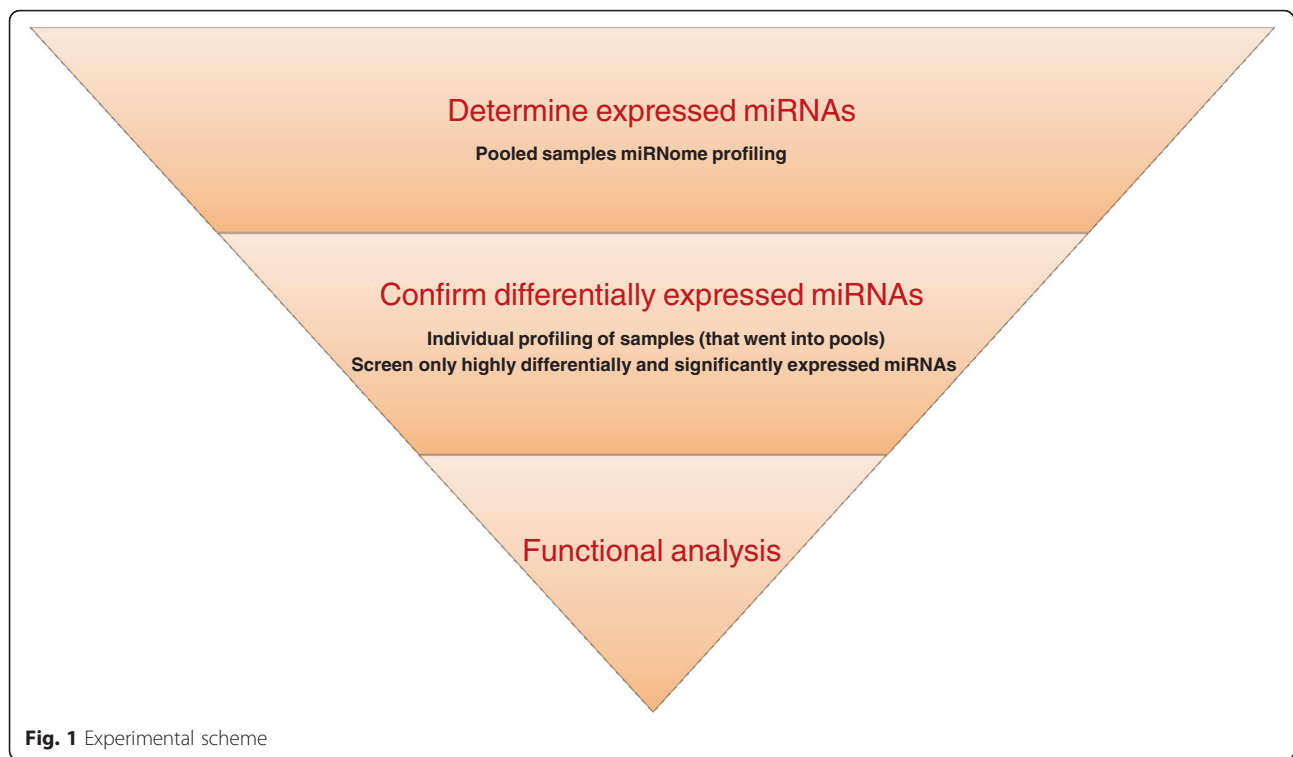 Determine expressed miRNAs
Pooled samples miRNome profiling
Confirm differentially expressed miRNAs
Individual profiling of samples (that went into pools)
Screen only highly differentially and significantly expressed miRNAs
Functional analysis
Fig. 1 Experimental scheme